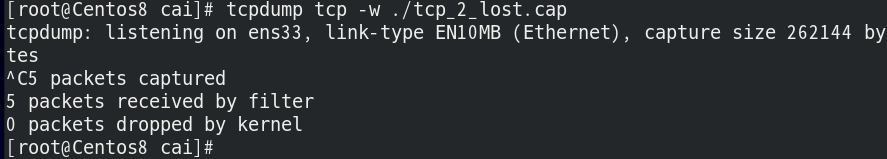 [root@Centos8 cai]# tcpdump tcp -w ./tcp_2_lost.cap
tcpdump: listening on ens33, link-type EN10MB (Ethernet), capture size 262144 by
tes
^C5 packets captured
5 packets received by filter
0 packets dropped by kernel
[root@Centos8 cai]#